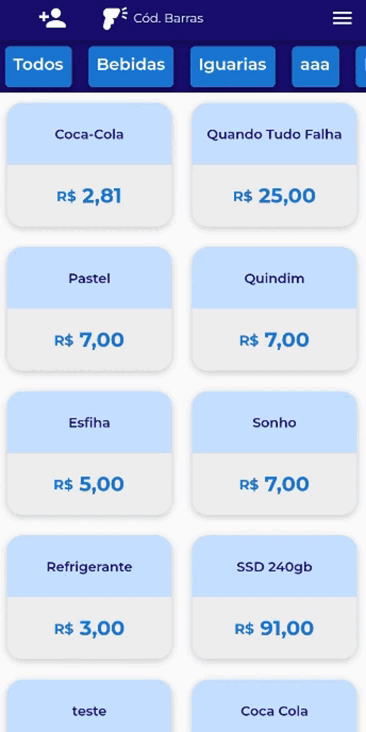 Cód. Barras
Todos Bebidas Iguarias aaa
Coca-Cola Quando Tudo Falha
R$ 2,81 R$ 25,00
Pastel Quindim
R$ 7,00 R$ 7,00
Esfiha Sonho
R$ 5,00 R$ 7,00
Refrigerante SSD 240gb
R$ 3,00 R$ 91,00
teste Coca Cola